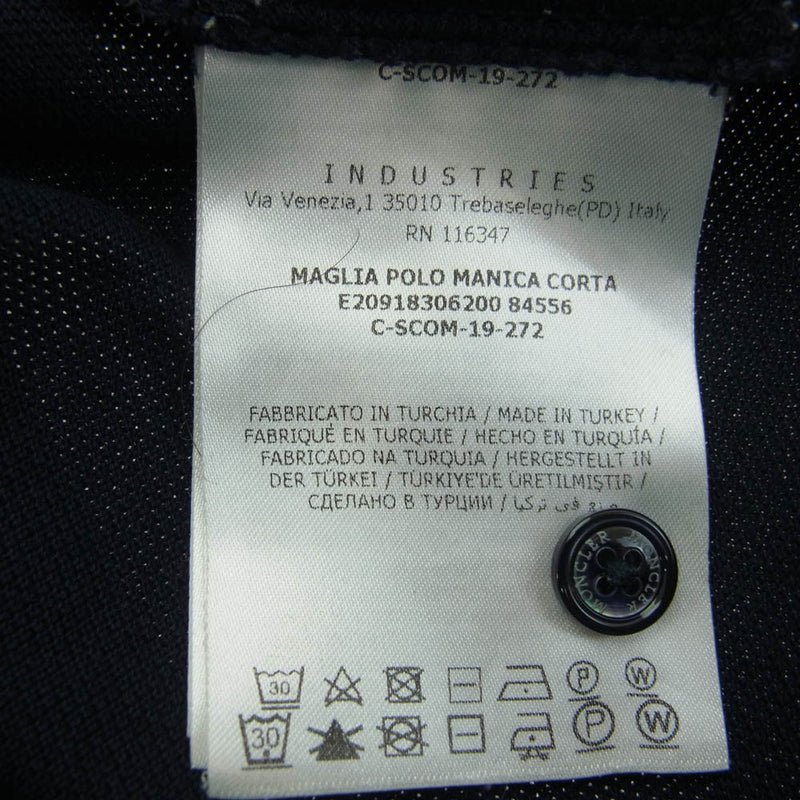 C-SCOM-19-272
INDUSTRIES
Via Venezia,1 35010 Trebaseleghe(PD) Italy
RN 116347
MAGLIA POLO MANICA CORTA
E20918306200 84556
C-SCOM-19-272
FABBRICATO IN TURCHIA / MADE IN TURKEY /
FABRIQUÉ EN TURQUIE / HECHO EN TURQUÍA /
FABRICADO NA TURQUIA / HERGESTELLT IN
DER TÜRKEI / TÜRKIYE'DE ÜRETILMIŞTIR /
СДЕЛАНО В ТУРЦИИ / صنع في تركيا
MONCLER MONCLER
30 P W
30 P W